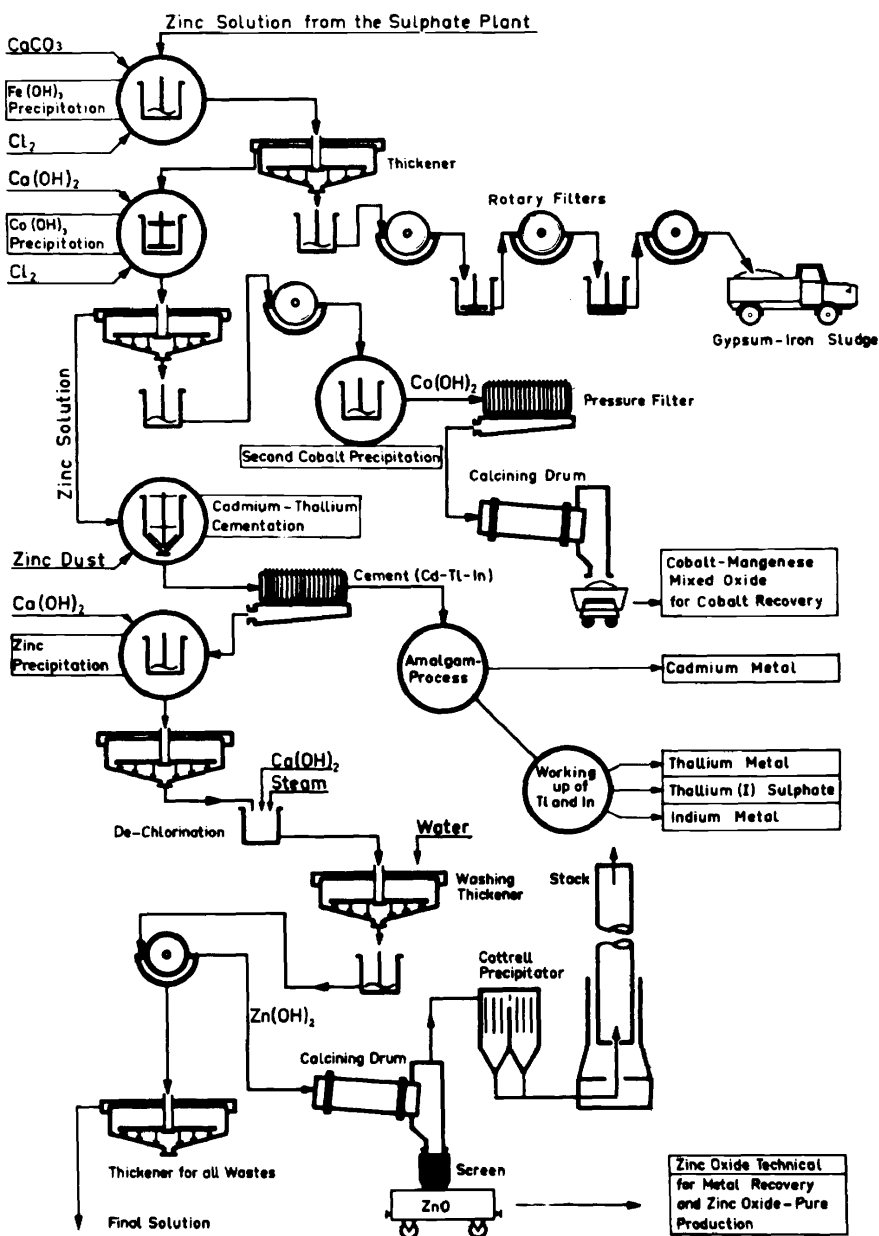 Zinc Solution from the Sulphate Plant
CaCO3
Fe(OH)3
Precipitation
Cl2
Thickener
Ca(OH)2
Rotary Filters
Co(OH)3
Precipitation
Cl2
Gypsum-Iron Sludge
Zinc Solution
Co(OH)2
Pressure Filter
Second Cobalt Precipitation
Calcining Drum
Cadmium-Thallium
Cementation
Zinc Dust
Cobalt-Manganese
Mixed Oxide
for Cobalt Recovery
Cement (Cd-Tl-In)
Ca(OH)2
Zinc
Precipitation
Amalgam-
Process
Cadmium Metal
Ca(OH)2
Steam
Working
up of
Tl and In
Thallium Metal
Thallium (I) Sulphate
Indium Metal
De-Chlorination
Water
Washing
Thickener
Stack
Cottrell
Precipitator
Zn(OH)2
Calcining Drum
Thickener for all Wastes
Screen
Zinc Oxide Technical
for Metal Recovery
and Zinc Oxide-Pure
Production
ZnO
Final Solution